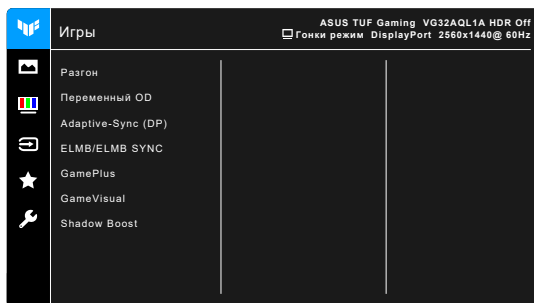 Игры
ASUS TUF Gaming VG32AQL1A HDR Off
Гонки режим DisplayPort 2560x1440@ 60Hz
Разгон
Переменный OD
Adaptive-Sync (DP)
ELMB/ELMB SYNC
GamePlus
GameVisual
Shadow Boost